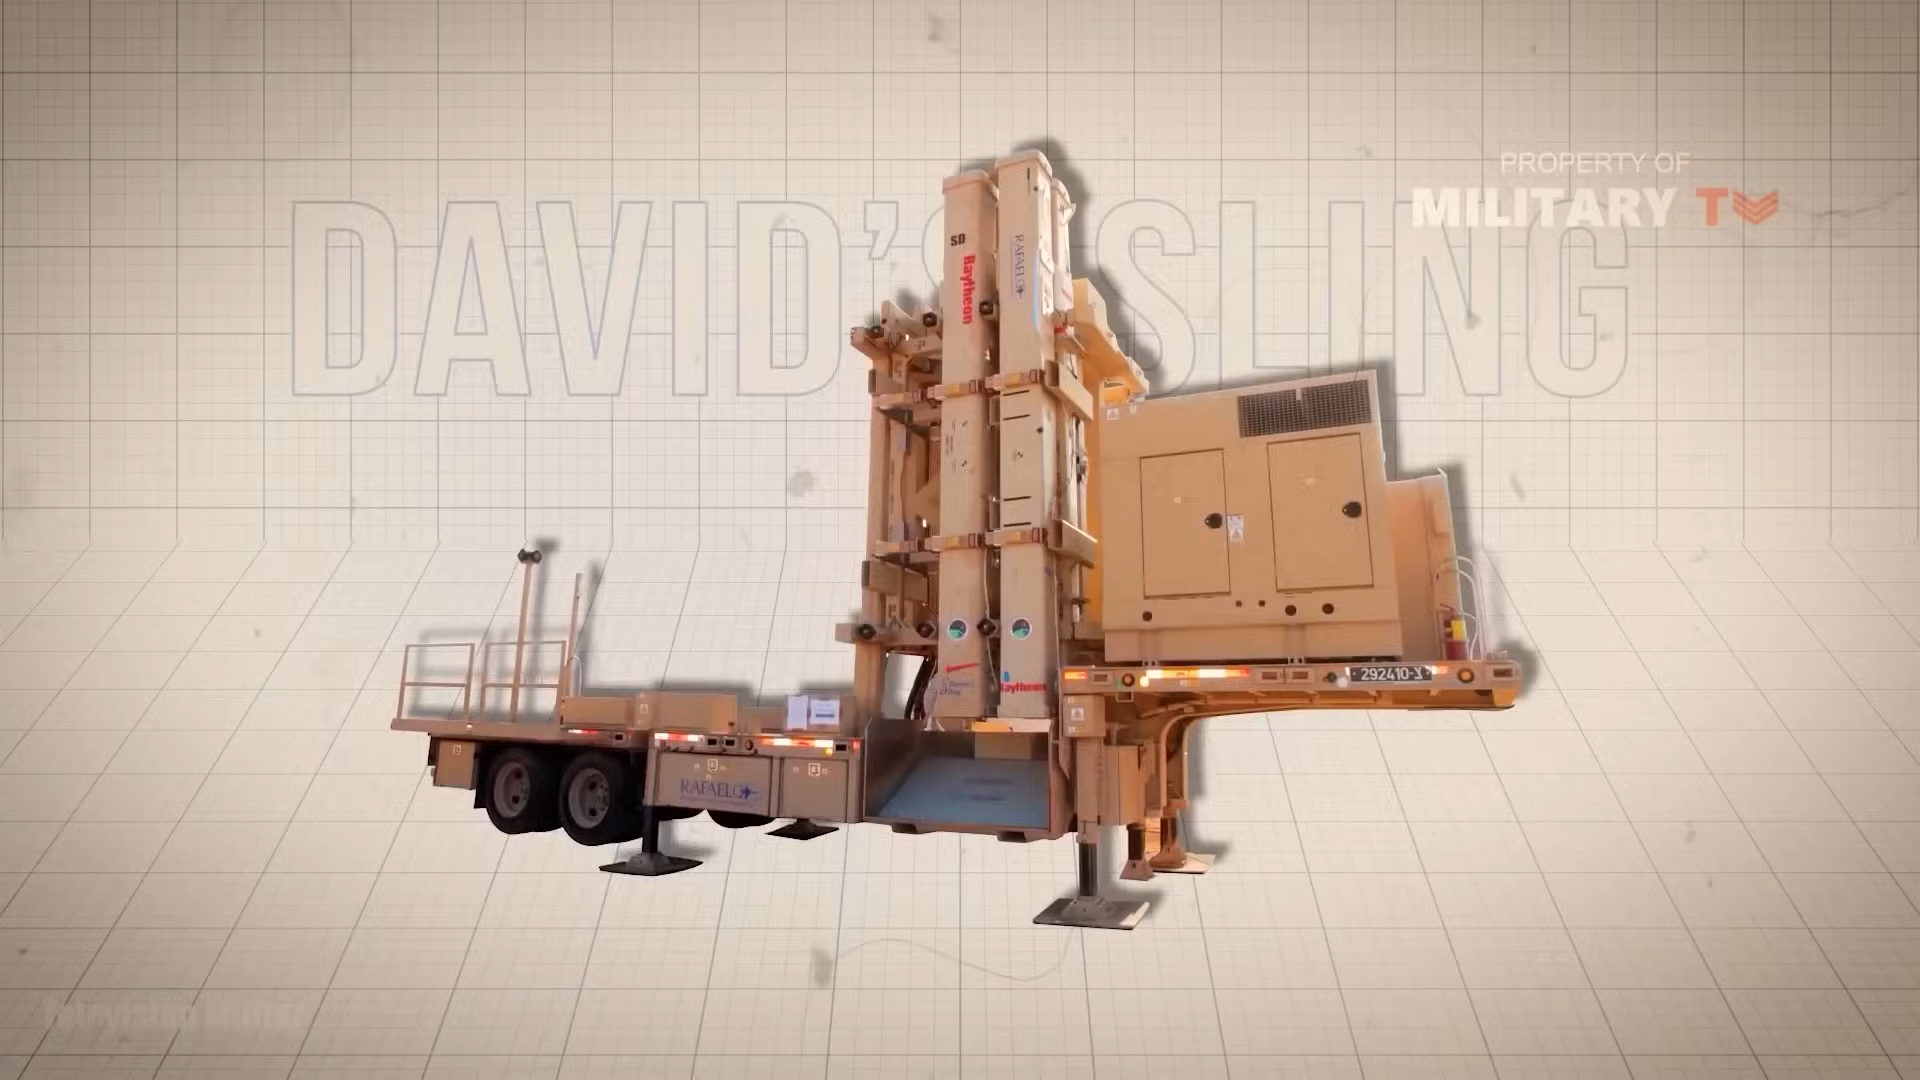 DAVID'S SLING
PROPERTY OF
MILITARY TV
SD
Raytheon
RAFAEL
Raytheon
292410-צ
RAFAEL